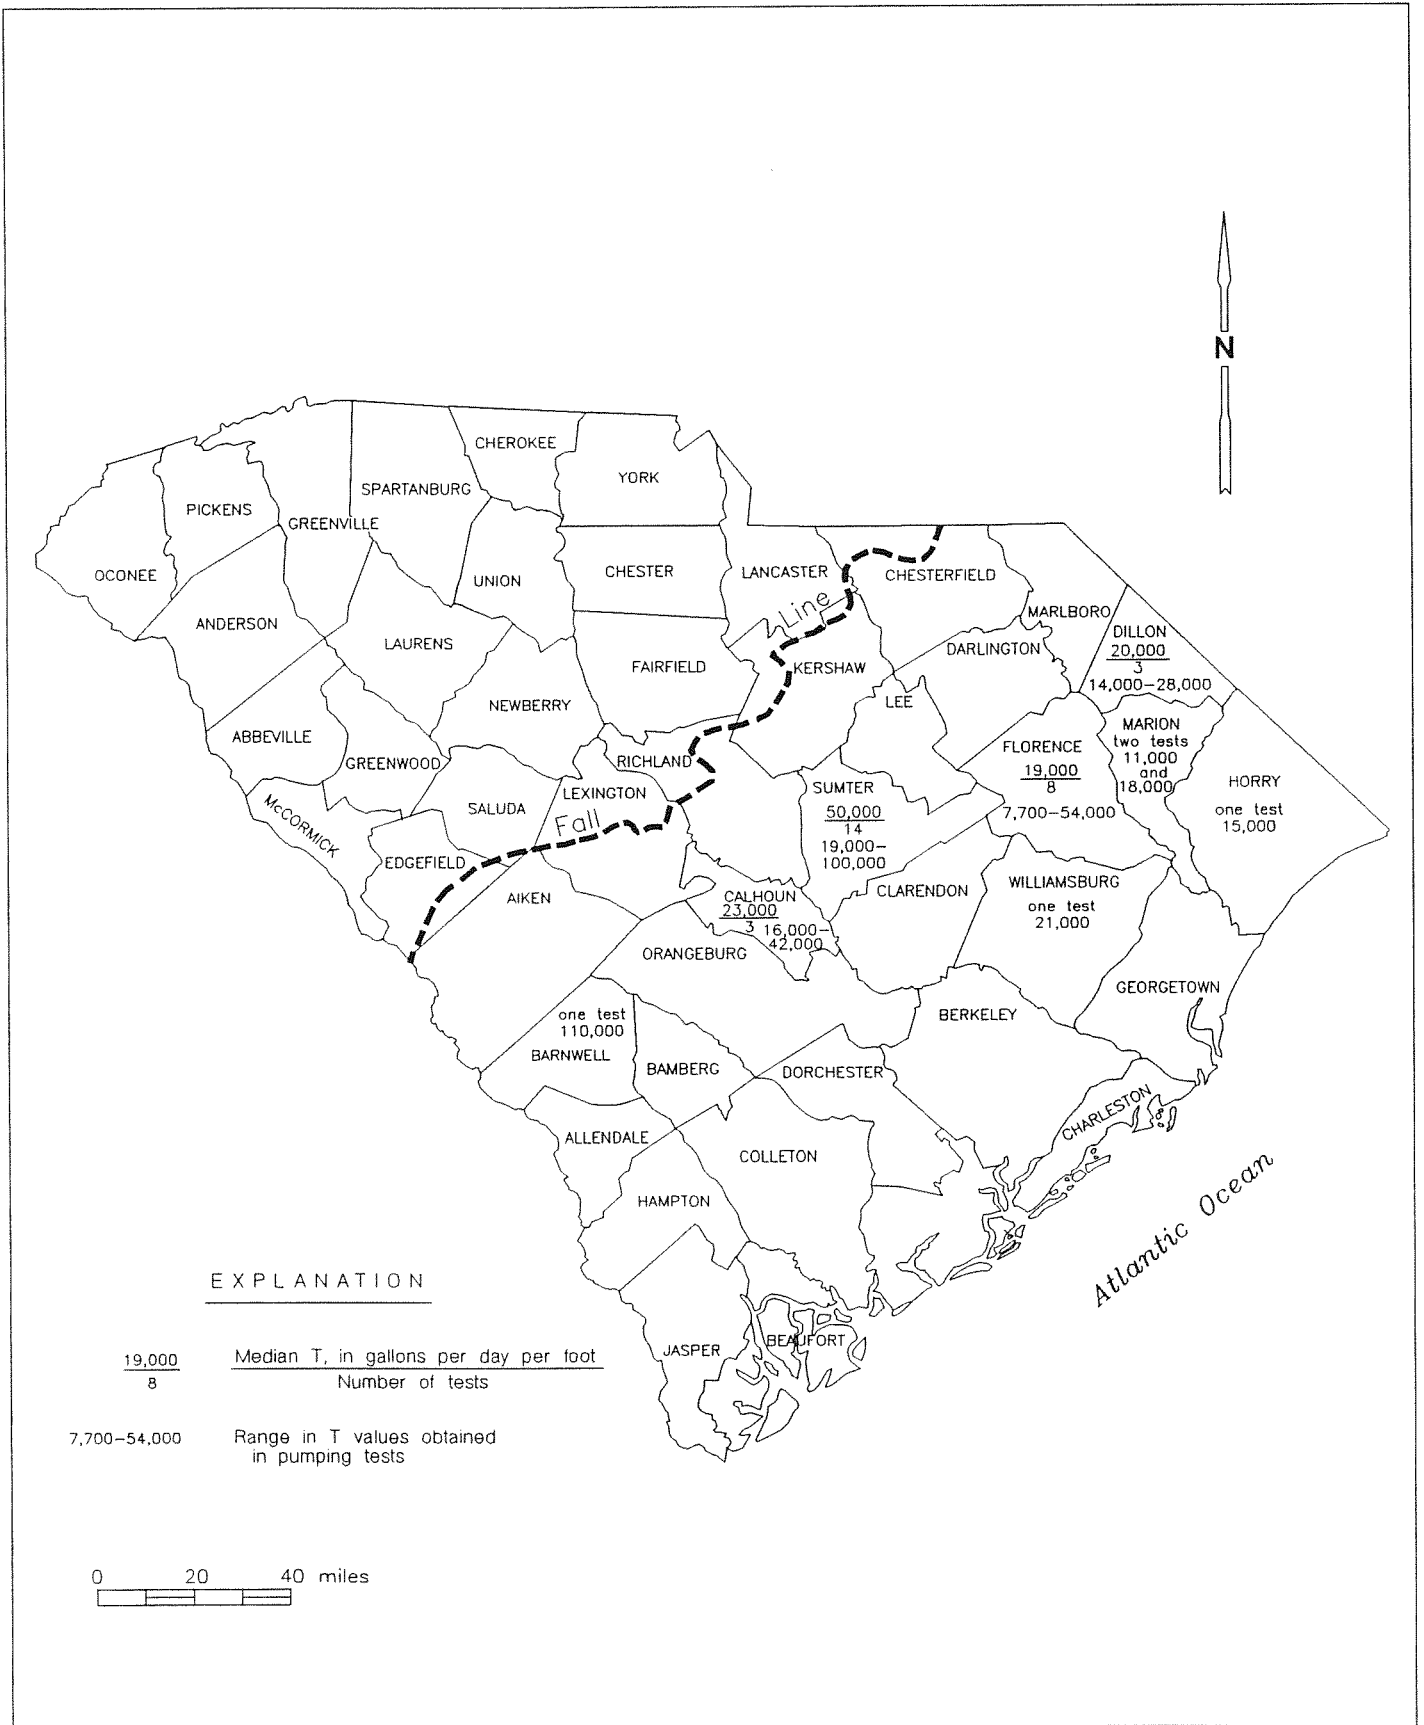 N
CHEROKEE
YORK
SPARTANBURG
PICKENS
GREENVILLE
OCONEE
UNION
CHESTER
LANCASTER
CHESTERFIELD
MARLBORO
ANDERSON
LAURENS
Line
DILLON
20,000
3
14,000-28,000
DARLINGTON
FAIRFIELD
KERSHAW
NEWBERRY
LEE
ABBEVILLE
GREENWOOD
RICHLAND
FLORENCE
19,000
8
7,700-54,000
MARION
two tests
11,000
and
18,000
HORRY
one test
15,000
McCORMICK
SALUDA
LEXINGTON
Fall
SUMTER
50,000
14
19,000-
100,000
EDGEFIELD
AIKEN
CALHOUN
23,000
3 16,000-
42,000
CLARENDON
WILLIAMSBURG
one test
21,000
ORANGEBURG
GEORGETOWN
one test
110,000
BARNWELL
BERKELEY
BAMBERG
DORCHESTER
CHARLESTON
ALLENDALE
COLLETON
HAMPTON
Atlantic Ocean
JASPER
BEAUFORT
EXPLANATION
19,000 Median T, in gallons per day per foot
8 Number of tests
7,700-54,000 Range in T values obtained
in pumping tests
0 20 40 miles